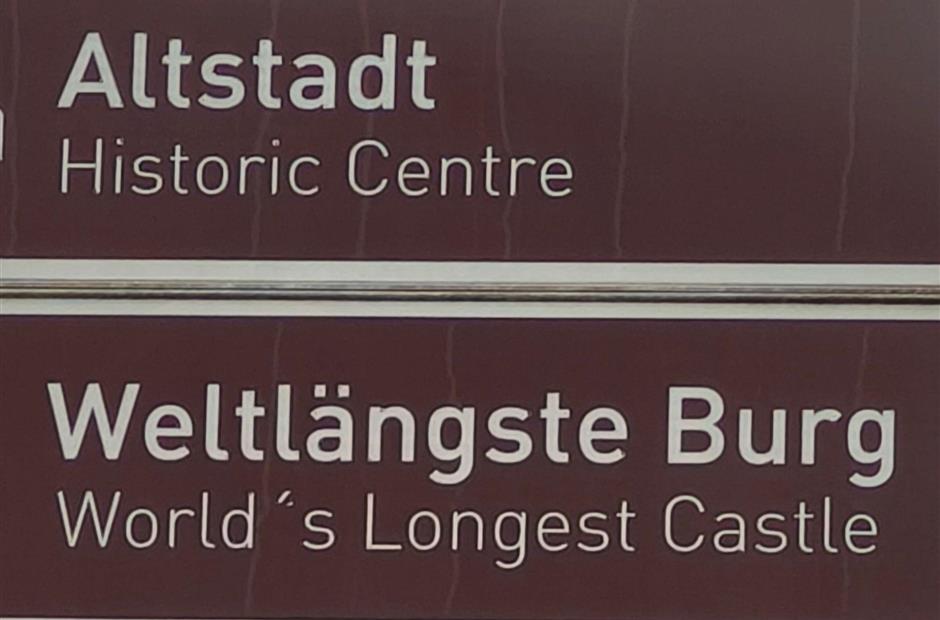 Altstadt
Historic Centre
Weltlängste Burg
World´s Longest Castle